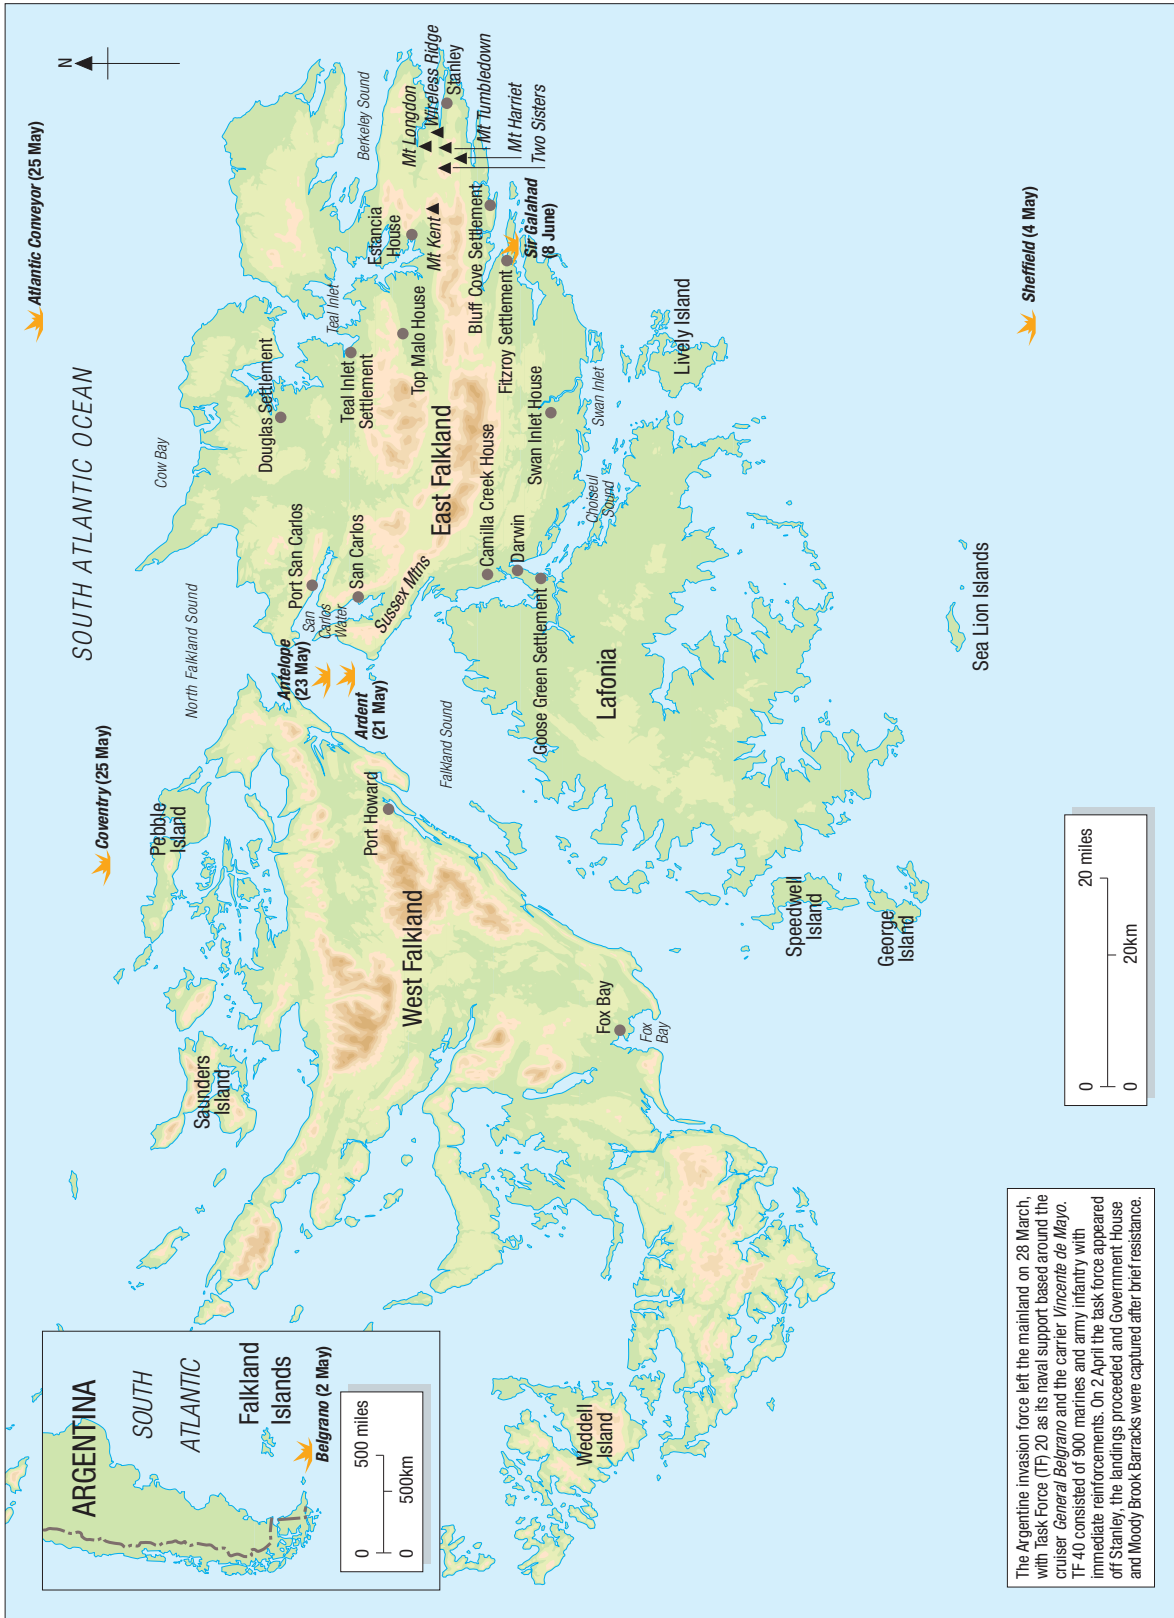 ARGENTINA
SOUTH
ATLANTIC
Falkland
Islands
Belgrano (2 May)
0 500 miles
0 500km
Coventry (25 May)
Atlantic Conveyor (25 May)
N
SOUTH ATLANTIC OCEAN
Saunders
Island
Pebble
Island
North Falkland Sound
Cow Bay
Douglas Settlement
Berkeley Sound
Antelope
(23 May)
Port San Carlos
San
Carlos
Water
San Carlos
Teal Inlet
Teal Inlet
Settlement
Estancia
House
Top Malo House
Mt Kent
Mt Longdon
Wireless Ridge
Stanley
Mt Tumbledown
Mt Harriet
Two Sisters
Ardent
(21 May)
Port Howard
West Falkland
Sussex Mtns
East Falkland
Falkland Sound
Camilla Creek House
Darwin
Goose Green Settlement
Bluff Cove Settlement
Fitzroy Settlement
Sir Galahad
(8 June)
Swan Inlet House
Swan Inlet
Choiseul
Sound
Lafonia
Lively Island
Fox Bay
Fox
Bay
Weddell
Island
Speedwell
Island
George
Island
Sea Lion Islands
Sheffield (4 May)
The Argentine invasion force left the mainland on 28 March,
with Task Force (TF) 20 as its naval support based around the
cruiser General Belgrano and the carrier Vincente de Mayo.
TF 40 consisted of 900 marines and army infantry with
immediate reinforcements. On 2 April the task force appeared
off Stanley, the landings proceeded and Government House
and Moody Brook Barracks were captured after brief resistance.
0 20 miles
0 20km